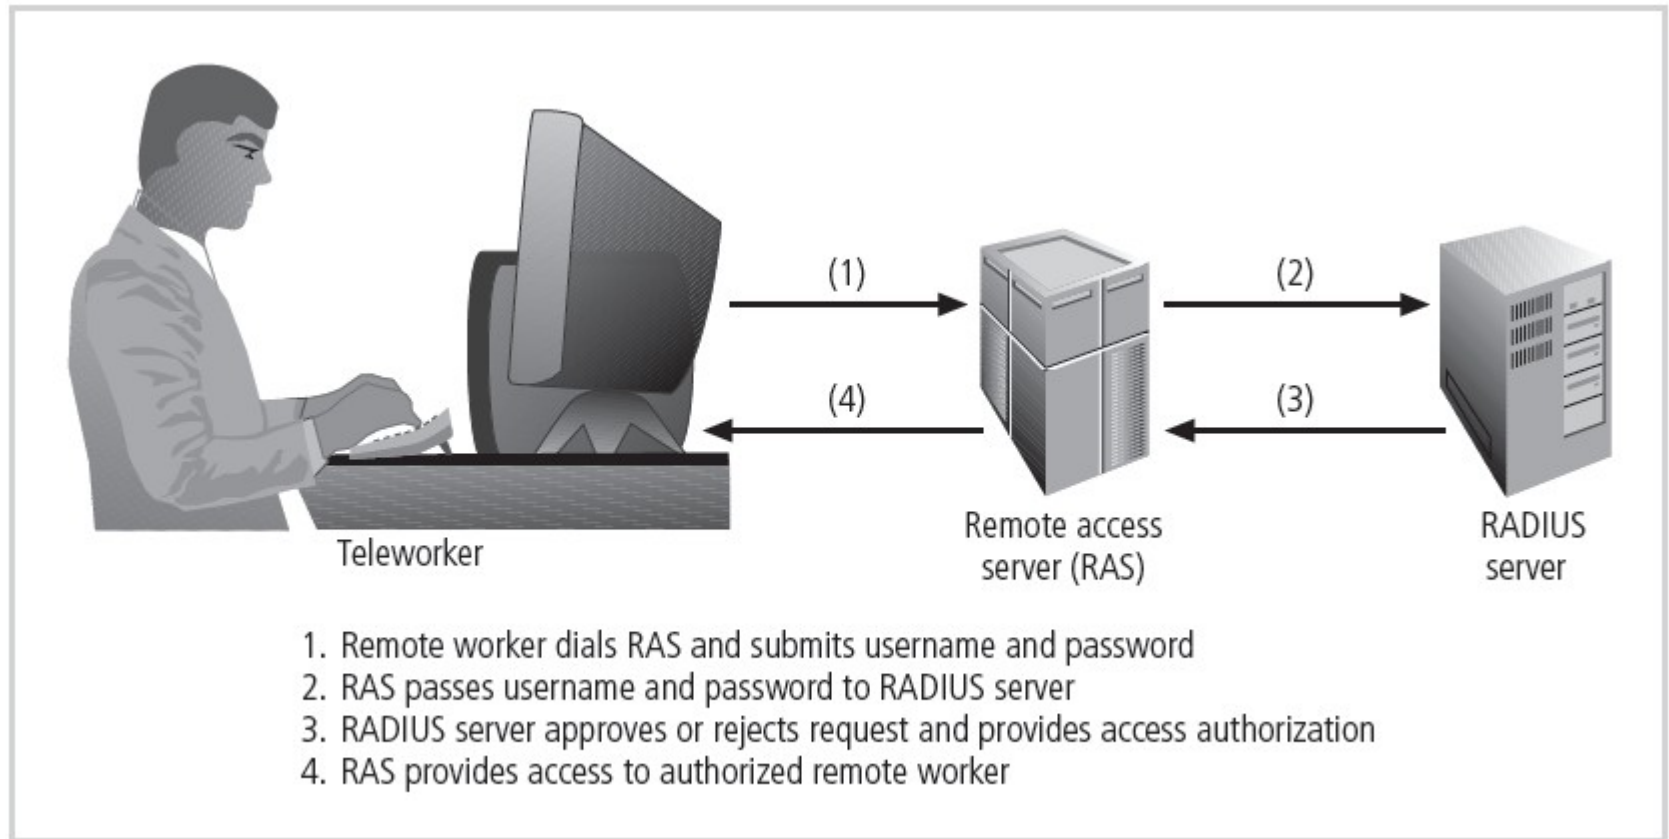 (1)
(2)
(4)
(3)
Teleworker
Remote access
server (RAS)
RADIUS
server
1. Remote worker dials RAS and submits username and password
2. RAS passes username and password to RADIUS server
3. RADIUS server approves or rejects request and provides access authorization
4. RAS provides access to authorized remote worker